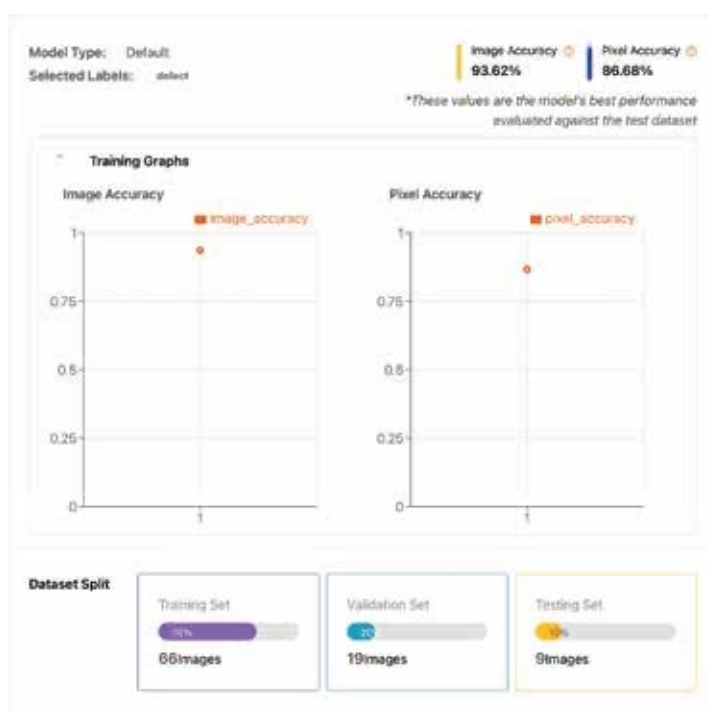 Model Type: Default
Selected Labels: defect
Image Accuracy
93.62%
Pixel Accuracy
86.68%
*These values are the model's best performance
evaluated against the test dataset
Training Graphs
Image Accuracy
image_accuracy
1
0.75
0.5
0.25
0
1
Pixel Accuracy
pixel_accuracy
1
0.75
0.5
0.25
0
1
Dataset Split
Training Set
70%
66Images
Validation Set
20
19Images
Testing Set
10%
9Images